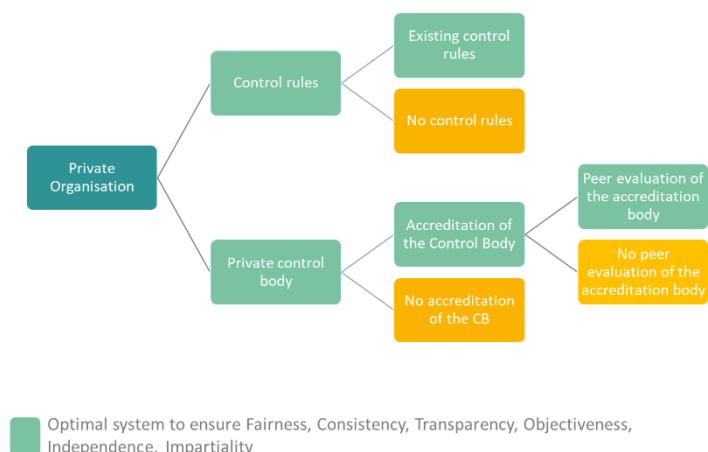 Existing control
rules
Control rules
No control rules
Private
Organisation
Peer evaluation of
the accreditation
body
Accreditation of
the Control Body
Private control
body
No peer
evaluation of the
accreditation body
No accreditation
of the CB
Optimal system to ensure Fairness, Consistency, Transparency, Objectiveness,
Independence, Impartiality